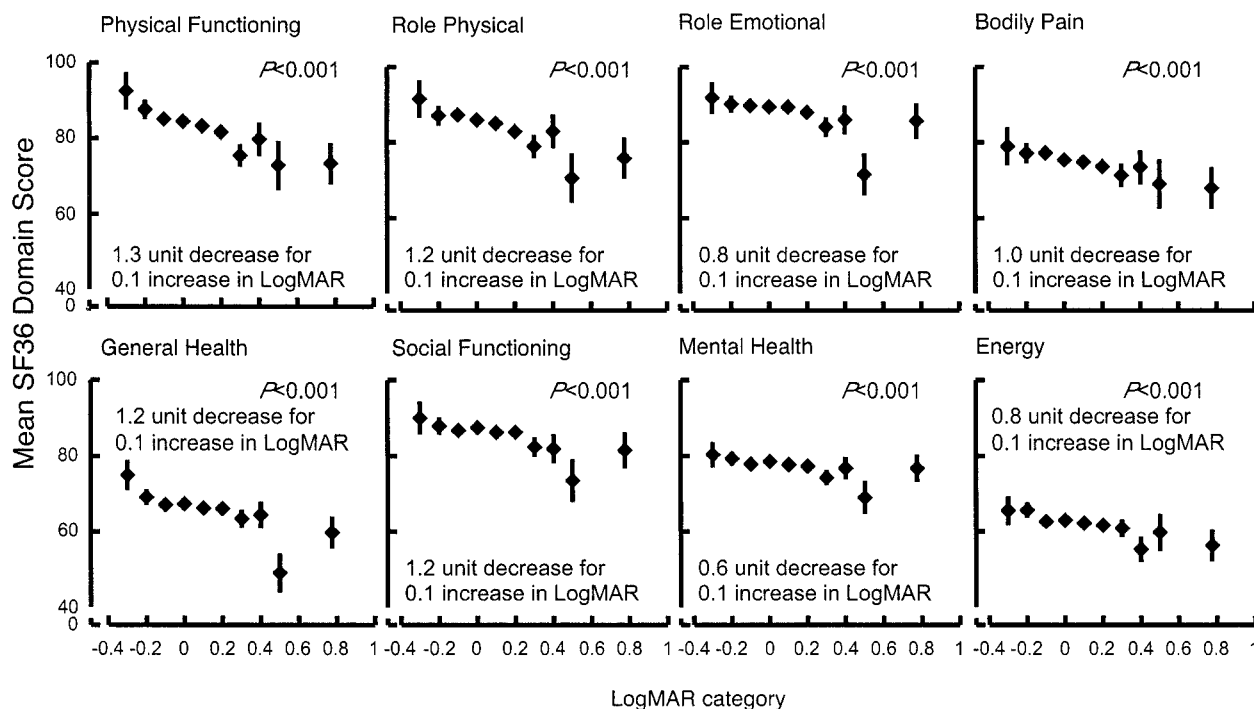 Physical Functioning
Role Physical
Role Emotional
Bodily Pain
Mean SF36 Domain Score
100
80
60
40
0
P<0.001
1.3 unit decrease for
0.1 increase in LogMAR
P<0.001
1.2 unit decrease for
0.1 increase in LogMAR
P<0.001
0.8 unit decrease for
0.1 increase in LogMAR
P<0.001
1.0 unit decrease for
0.1 increase in LogMAR
General Health
Social Functioning
Mental Health
Energy
100
80
60
40
0
P<0.001
1.2 unit decrease for
0.1 increase in LogMAR
P<0.001
1.2 unit decrease for
0.1 increase in LogMAR
P<0.001
0.6 unit decrease for
0.1 increase in LogMAR
P<0.001
0.8 unit decrease for
0.1 increase in LogMAR
-0.4 -0.2 0 0.2 0.4 0.6 0.8 1
-0.4 -0.2 0 0.2 0.4 0.6 0.8 1
-0.4 -0.2 0 0.2 0.4 0.6 0.8 1
-0.4 -0.2 0 0.2 0.4 0.6 0.8 1
LogMAR category